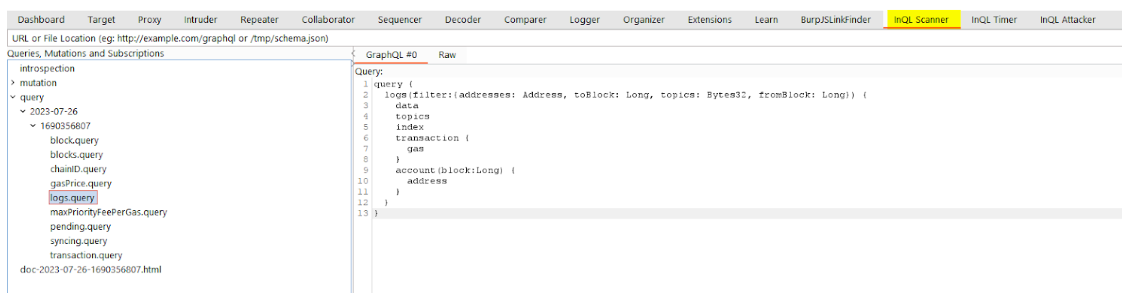 Dashboard Target Proxy Intruder Repeater Collaborator Sequencer Decoder Comparer Logger Organizer Extensions Learn BurpJSLinkFinder InQL Scanner InQL Timer InQL Attacker
URL or File Location (eg: http://example.com/graphql or /tmp/schema.json)
Queries, Mutations and Subscriptions
introspection
> mutation
query
2023-07-26
1690356807
block.query
blocks.query
chainID.query
gasPrice.query
logs.query
maxPriorityFeePerGas.query
pending.query
syncing.query
transaction.query
doc-2023-07-26-1690356807.html
GraphQL #0 Raw
Query:
1 query {
2 logs(filter:{addresses: Address, toBlock: Long, topics: Bytes32, fromBlock: Long}) {
3 data
4 topics
5 index
6 transaction {
7 gas
8 }
9 account(block:Long) {
10 address
11 }
12 }
13 }